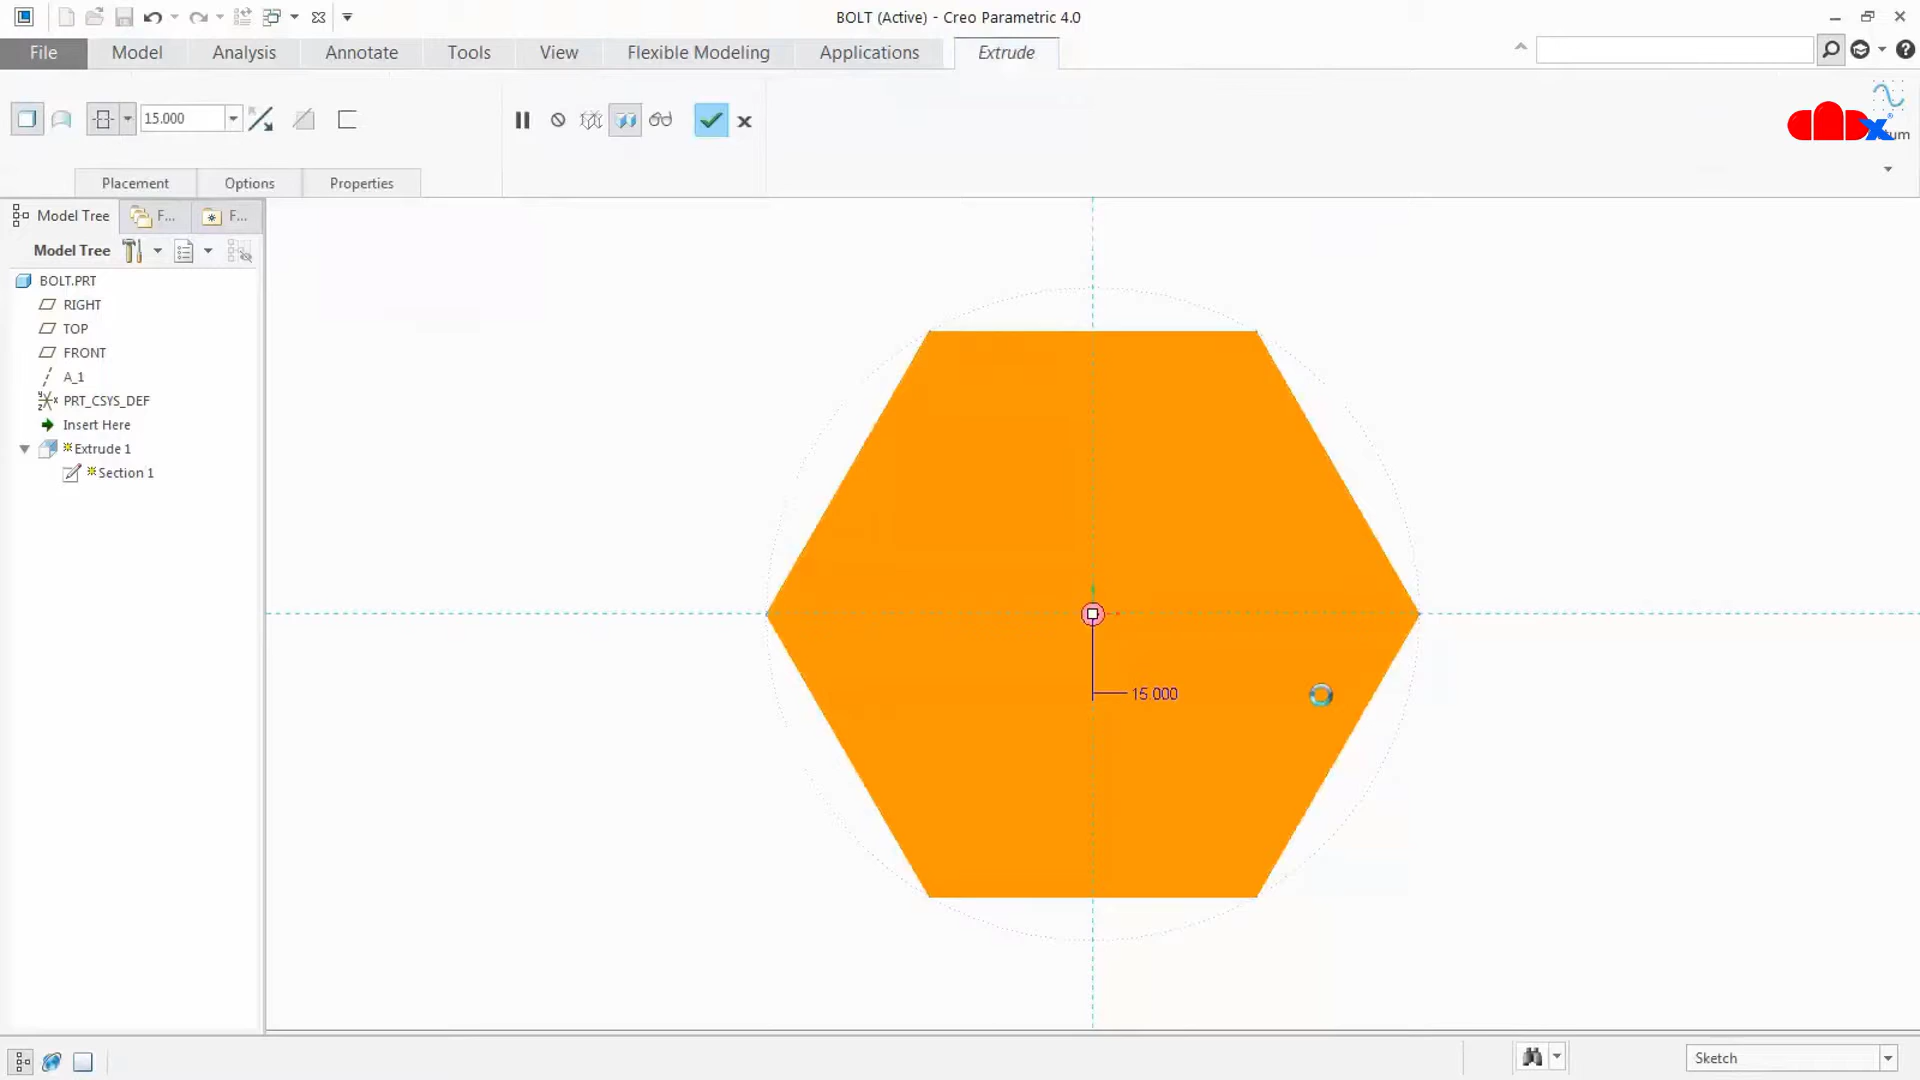 BOLT (Active) - Creo Parametric 4.0
File Model Analysis Annotate Tools View Flexible Modeling Applications Extrude
15.000
Placement Options Properties
Model Tree F... F...
Model Tree
BOLT.PRT
RIGHT
TOP
FRONT
A_1
PRT_CSYS_DEF
Insert Here
Extrude 1
Section 1
15.000
Sketch